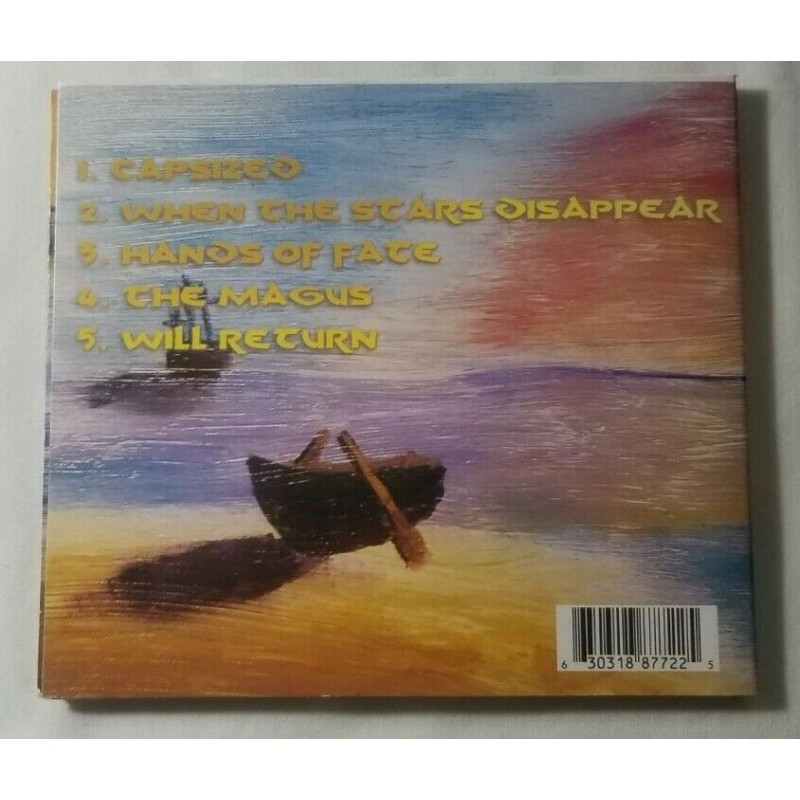 1. CAPSIZED
2. WHEN THE STARS DISAPPEAR
3. HANDS OF FATE
4. THE MAGUS
5. WILL RETURN
6 30318 87722 5